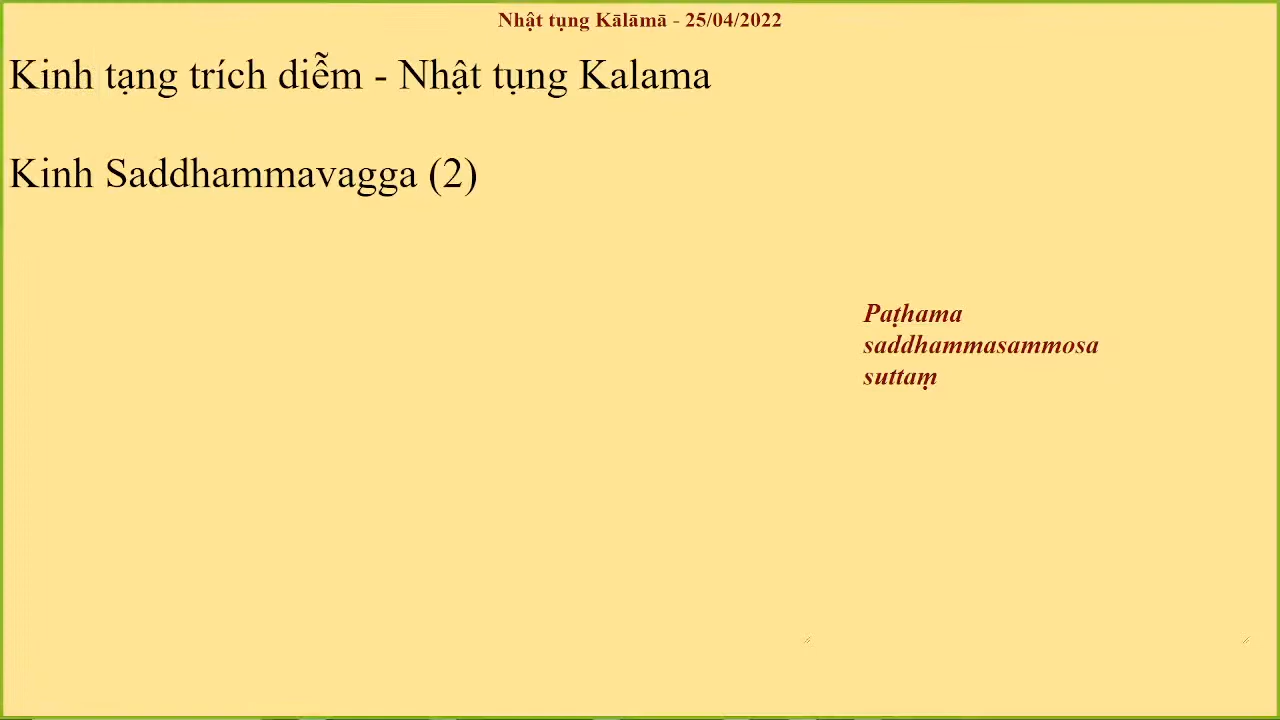 Nhật tụng Kālāmā - 25/04/2022
Kinh tạng trích diễm - Nhật tụng Kalama
Kinh Saddhammavagga (2)
Paṭhama
saddhammasammosa
suttaṃ